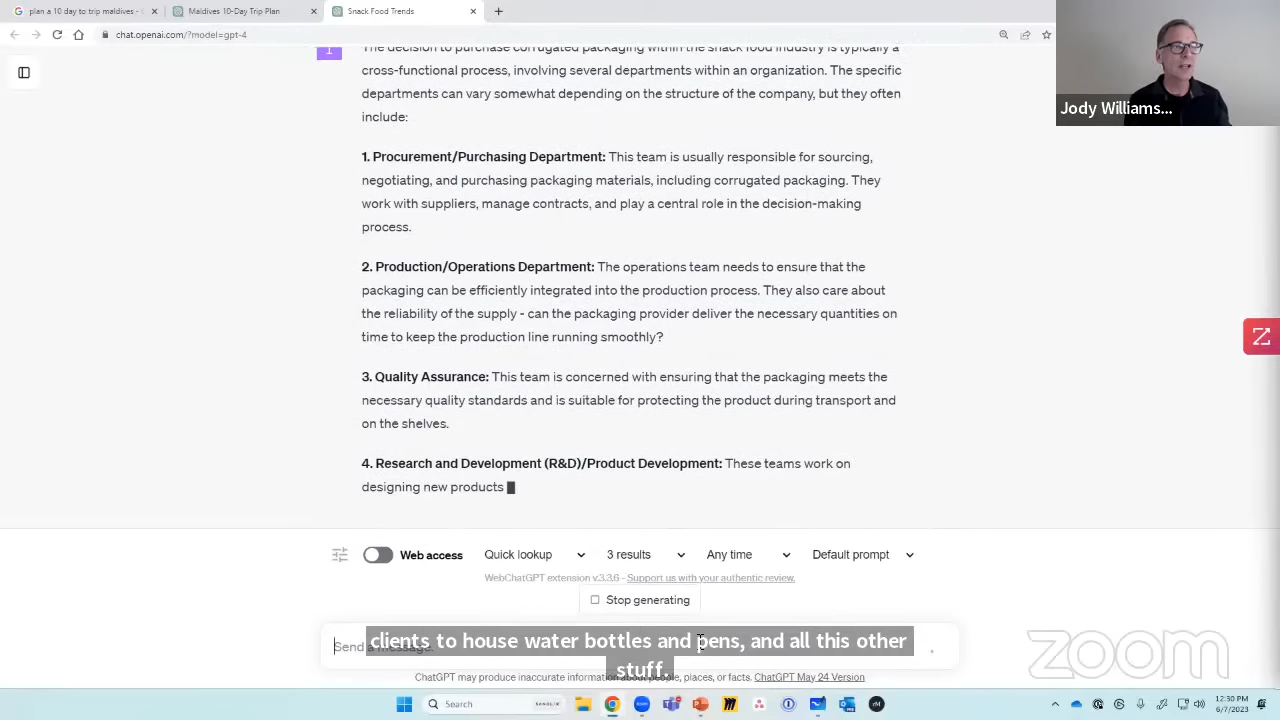 plan a 10 day to trip maldives - G
Maldives 10-Day Trip Plan
Snack Food Trends
chat.openai.com/?model=gpt-4
Jody Williams...
1
The decision to purchase corrugated packaging within the snack food industry is typically a
cross-functional process, involving several departments within an organization. The specific
departments can vary somewhat depending on the structure of the company, but they often
include:
1. Procurement/Purchasing Department: This team is usually responsible for sourcing,
negotiating, and purchasing packaging materials, including corrugated packaging. They
work with suppliers, manage contracts, and play a central role in the decision-making
process.
2. Production/Operations Department: The operations team needs to ensure that the
packaging can be efficiently integrated into the production process. They also care about
the reliability of the supply - can the packaging provider deliver the necessary quantities on
time to keep the production line running smoothly?
3. Quality Assurance: This team is concerned with ensuring that the packaging meets the
necessary quality standards and is suitable for protecting the product during transport and
on the shelves.
4. Research and Development (R&D)/Product Development: These teams work on
designing new products
Web access Quick lookup 3 results Any time Default prompt
WebChatGPT extension v.3.3.6 - Support us with your authentic review.
Stop generating
Send a message.
clients to house water bottles and pens, and all this other
stuff.
ChatGPT may produce inaccurate information about people, places, or facts. ChatGPT May 24 Version
zoom
Search
12:30 PM
6/7/2023